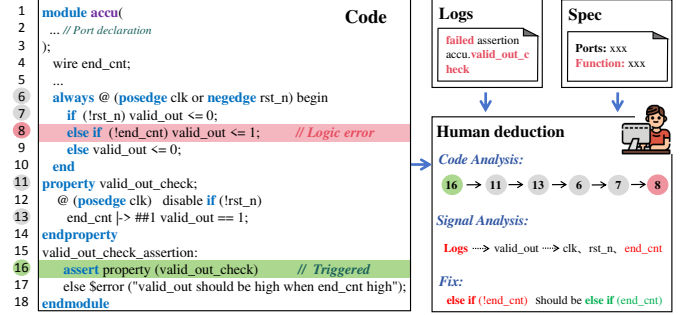 Code
1 module accu(
2 ... // Port declaration
3 );
4 wire end_cnt;
5 ...
6 always @ (posedge clk or negedge rst_n) begin
7 if (!rst_n) valid_out <= 0;
8 else if (!end_cnt) valid_out <= 1; // Logic error
9 else valid_out <= 0;
10 end
11 property valid_out_check;
12 @ (posedge clk) disable if (!rst_n)
13 end_cnt |-> ##1 valid_out == 1;
14 endproperty
15 valid_out_check_assertion:
16 assert property (valid_out_check) // Triggered
17 else $error ("valid_out should be high when end_cnt high");
18 endmodule
Logs
failed assertion
accu.valid_out_c
heck
Spec
Ports: xxx
Function: xxx
Human deduction
Code Analysis:
16 → 11 → 13 → 6 → 7 → 8
Signal Analysis:
Logs ····> valid_out ····> clk、rst_n、end_cnt
Fix:
else if (!end_cnt) should be else if (end_cnt)